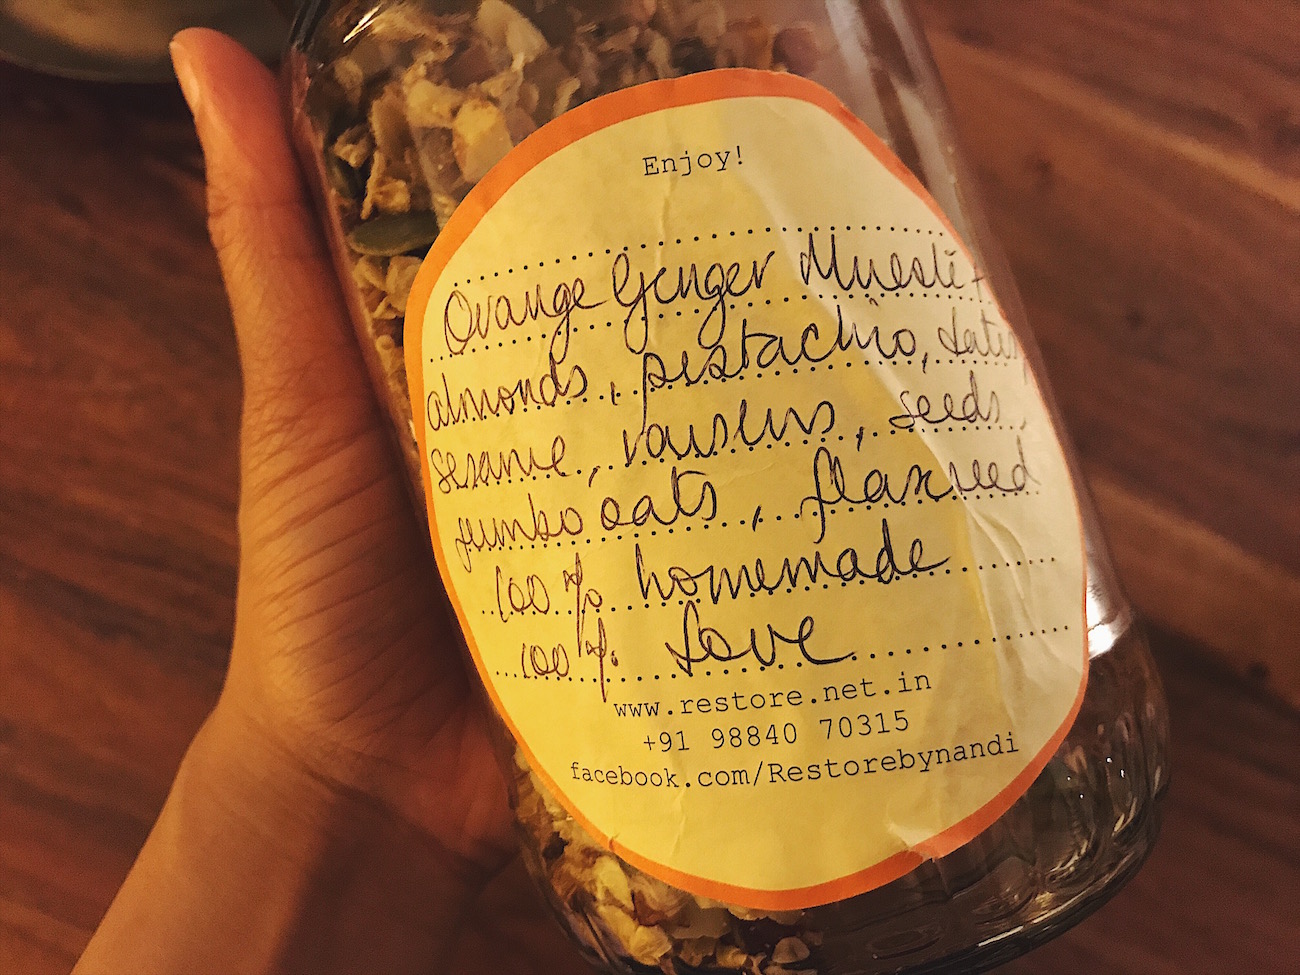 Enjoy!
Orange Ginger Muesli -
almonds, pistachio, dates,
sesame, raisins, seeds,
jumbo oats, flaxseed
100% homemade
100% Love
www.restore.net.in
+91 98840 70315
facebook.com/Restorebynandi